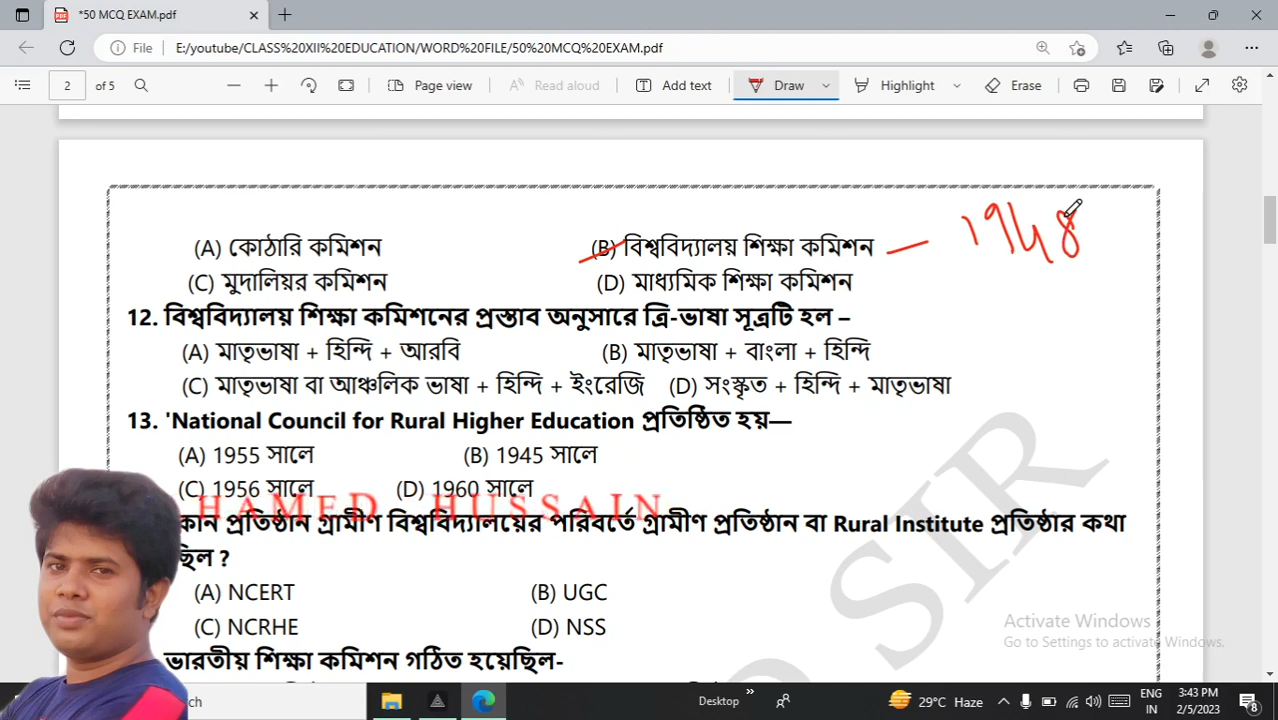 *50 MCQ EXAM.pdf
File E:/youtube/CLASS%20XII%20EDUCATION/WORD%20FILE/50%20MCQ%20EXAM.pdf
2 of 5 Page view Read aloud Add text Draw Highlight Erase
(A) কোঠারি কমিশন (B) বিশ্ববিদ্যালয় শিক্ষা কমিশন — 1948
(C) মুদালিয়র কমিশন (D) মাধ্যমিক শিক্ষা কমিশন
12. বিশ্ববিদ্যালয় শিক্ষা কমিশনের প্রস্তাব অনুসারে ত্রি-ভাষা সূত্রটি হল –
(A) মাতৃভাষা + হিন্দি + আরবি (B) মাতৃভাষা + বাংলা + হিন্দি
(C) মাতৃভাষা বা আঞ্চলিক ভাষা + হিন্দি + ইংরেজি (D) সংস্কৃত + হিন্দি + মাতৃভাষা
13. 'National Council for Rural Higher Education প্রতিষ্ঠিত হয়—
(A) 1955 সালে (B) 1945 সালে
(C) 1956 সালে (D) 1960 সালে
HAMED HUSSAIN
কোন প্রতিষ্ঠান গ্রামীণ বিশ্ববিদ্যালয়ের পরিবর্তে গ্রামীণ প্রতিষ্ঠান বা Rural Institute প্রতিষ্ঠার কথা
ছিল ?
(A) NCERT (B) UGC
(C) NCRHE (D) NSS
ভারতীয় শিক্ষা কমিশন গঠিত হয়েছিল-
SIR
Activate Windows
Go to Settings to activate Windows.
Desktop 29°C Haze ENG IN 3:43 PM 2/5/2023 8